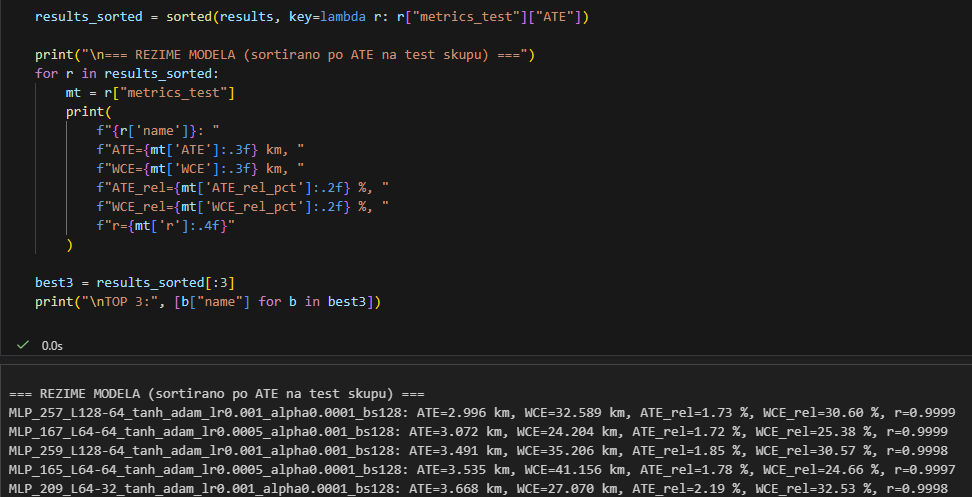 results_sorted = sorted(results, key=lambda r: r["metrics_test"]["ATE"])
print("\n=== REZIME MODELA (sortirano po ATE na test skupu) ===")
for r in results_sorted:
    mt = r["metrics_test"]
    print(
        f"{r['name']}: "
        f"ATE={mt['ATE']:.3f} km, "
        f"WCE={mt['WCE']:.3f} km, "
        f"ATE_rel={mt['ATE_rel_pct']:.2f} %, "
        f"WCE_rel={mt['WCE_rel_pct']:.2f} %, "
        f"r={mt['r']:.4f}"
    )
best3 = results_sorted[:3]
print("\nTOP 3:", [b["name"] for b in best3])
0.0s
=== REZIME MODELA (sortirano po ATE na test skupu) ===
MLP_257_L128-64_tanh_adam_lr0.001_alpha0.0001_bs128: ATE=2.996 km, WCE=32.589 km, ATE_rel=1.73 %, WCE_rel=30.60 %, r=0.9999
MLP_167_L64-64_tanh_adam_lr0.0005_alpha0.001_bs128: ATE=3.072 km, WCE=24.204 km, ATE_rel=1.72 %, WCE_rel=25.38 %, r=0.9999
MLP_259_L128-64_tanh_adam_lr0.001_alpha0.001_bs128: ATE=3.491 km, WCE=35.206 km, ATE_rel=1.85 %, WCE_rel=30.57 %, r=0.9998
MLP_165_L64-64_tanh_adam_lr0.0005_alpha0.0001_bs128: ATE=3.535 km, WCE=41.156 km, ATE_rel=1.78 %, WCE_rel=24.66 %, r=0.9997
MLP_209_L64-32_tanh_adam_lr0.001_alpha0.0001_bs128: ATE=3.668 km, WCE=27.070 km, ATE_rel=2.19 %, WCE_rel=32.53 %, r=0.9998